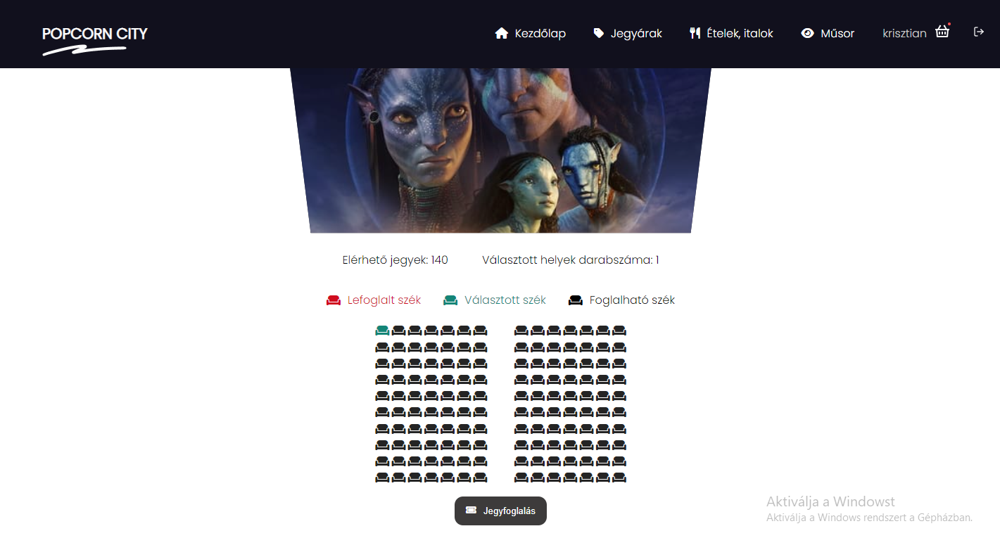 POPCORN CITY
Kezdőlap
Jegyárak
Ételek, italok
Műsor
krisztian
Elérhető jegyek: 140
Választott helyek darabszáma: 1
Lefoglalt szék
Választott szék
Foglalható szék
Jegyfoglalás
Aktiválja a Windowst
Aktiválja a Windows rendszert a Gépházban.